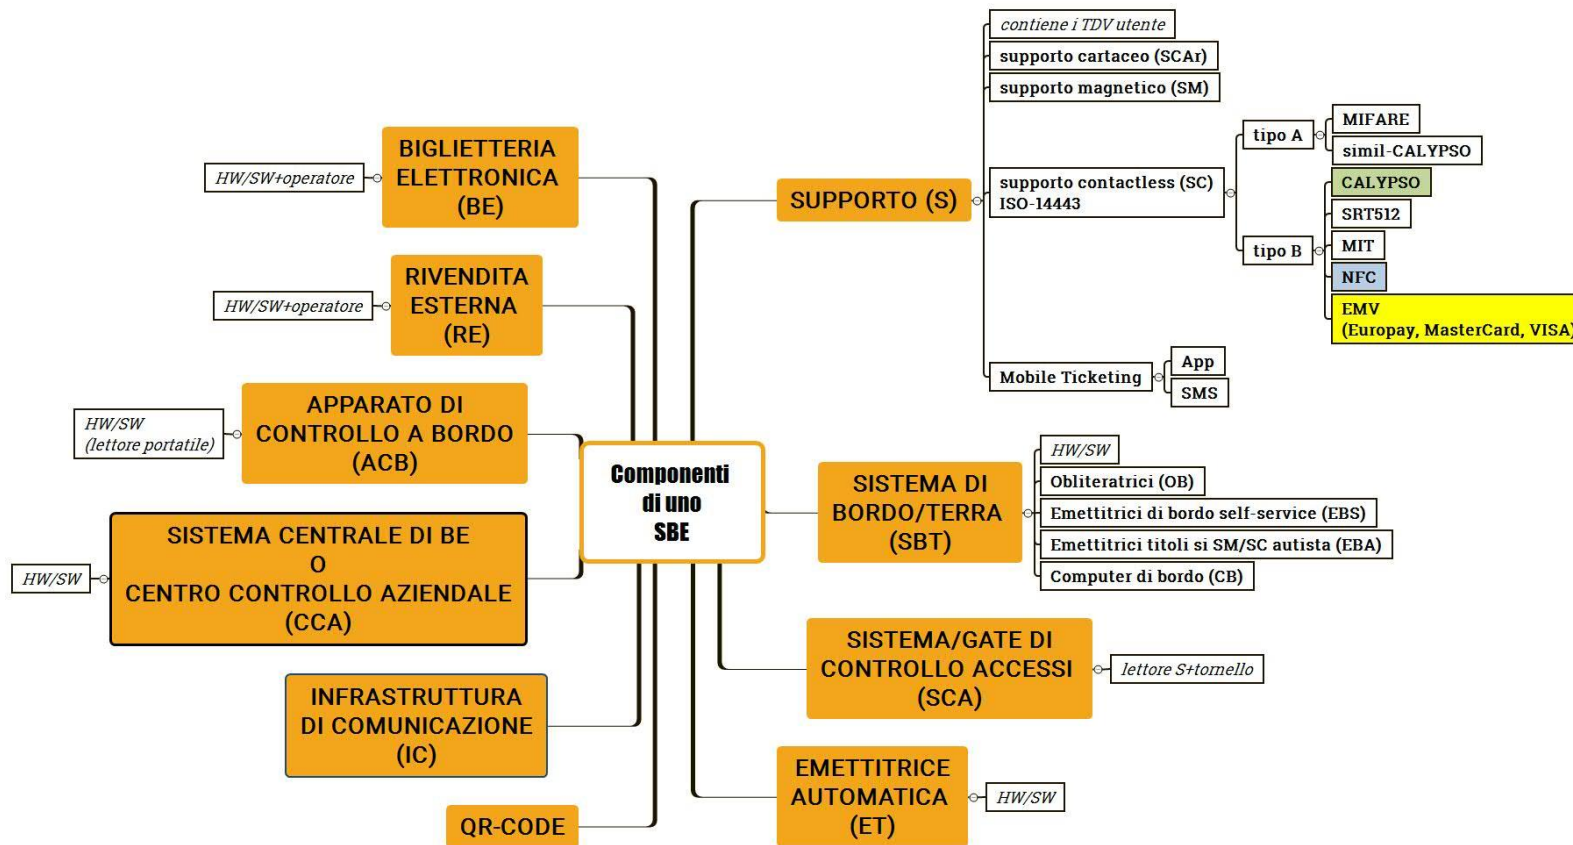 Componenti
di uno
SBE
SUPPORTO (S)
contiene i TDV utente
supporto cartaceo (SCAr)
supporto magnetico (SM)
supporto contactless (SC)
ISO-14443
tipo A
MIFARE
simil-CALYPSO
tipo B
CALYPSO
SRT512
MIT
NFC
EMV
(Europay, MasterCard, VISA)
Mobile Ticketing
App
SMS
SISTEMA DI
BORDO/TERRA
(SBT)
HW/SW
Obliteratrici (OB)
Emettitrici di bordo self-service (EBS)
Emettitrici titoli si SM/SC autista (EBA)
Computer di bordo (CB)
SISTEMA/GATE DI
CONTROLLO ACCESSI
(SCA)
lettore S+tornello
EMETTITRICE
AUTOMATICA
(ET)
HW/SW
BIGLIETTERIA
ELETTRONICA
(BE)
HW/SW+operatore
RIVENDITA
ESTERNA
(RE)
HW/SW+operatore
APPARATO DI
CONTROLLO A BORDO
(ACB)
HW/SW
(lettore portatile)
SISTEMA CENTRALE DI BE
O
CENTRO CONTROLLO AZIENDALE
(CCA)
HW/SW
INFRASTRUTTURA
DI COMUNICAZIONE
(IC)
QR-CODE